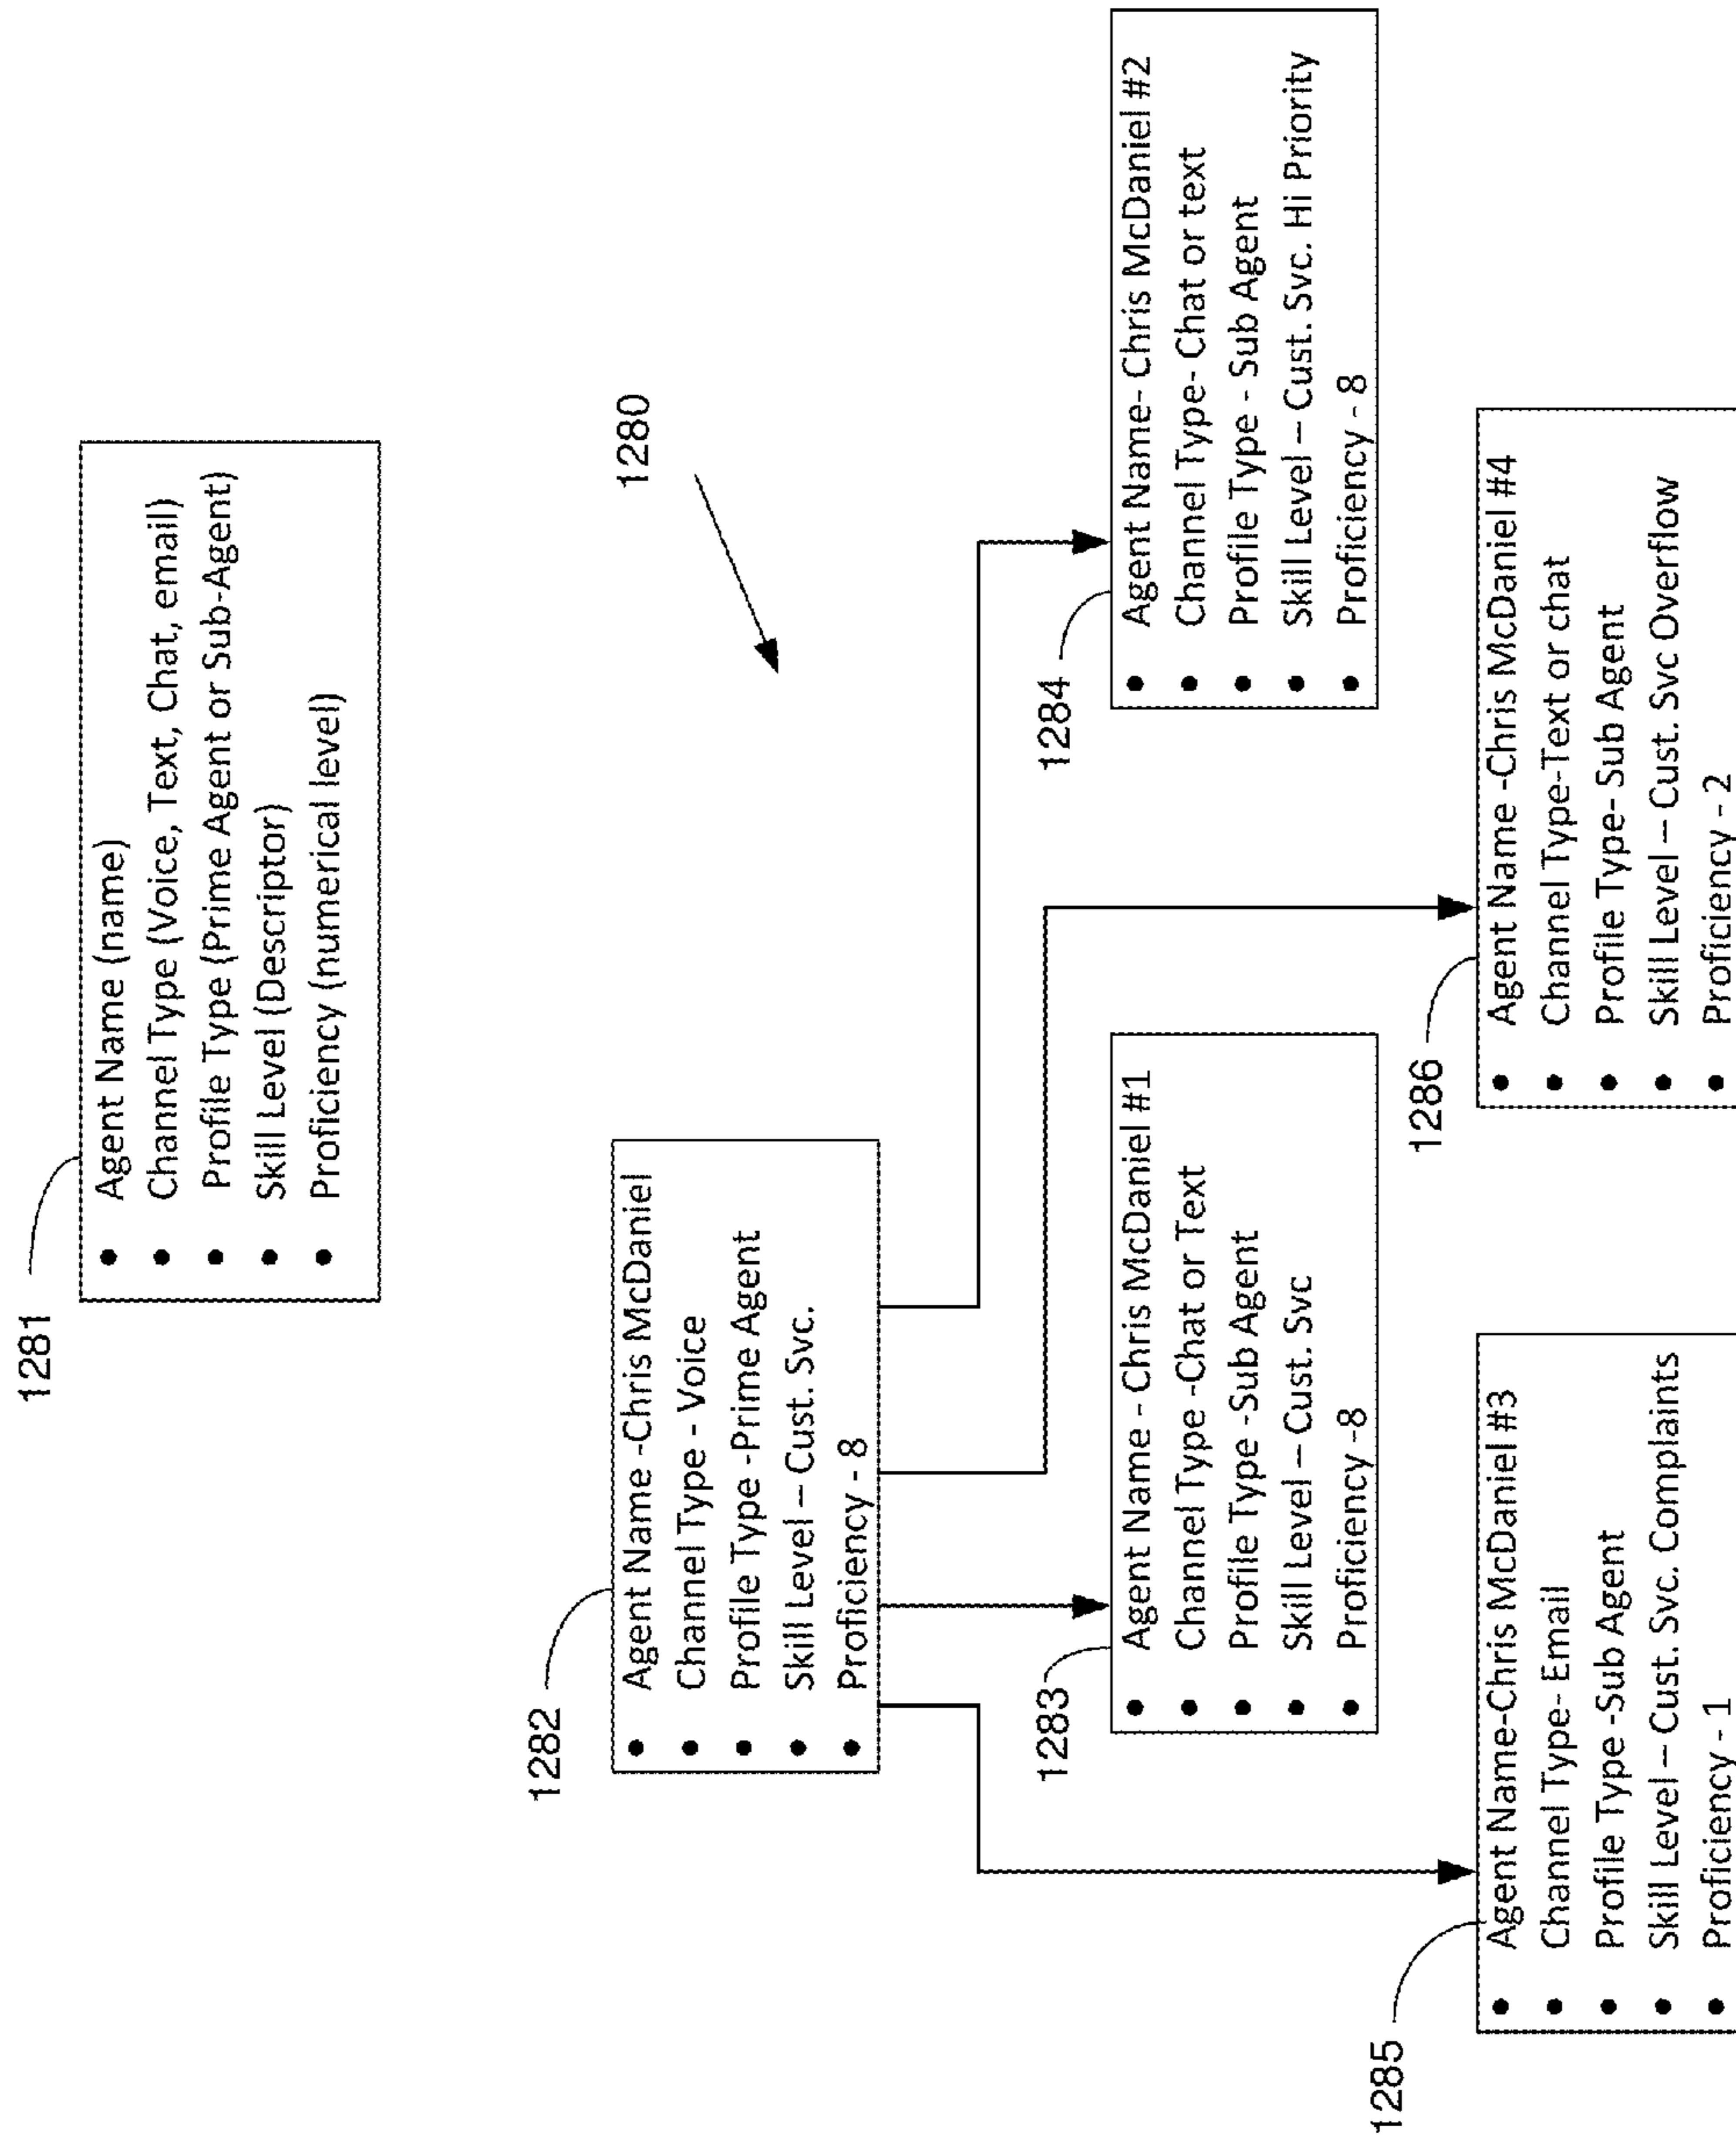 1281
• Agent Name (name)
• Channel Type (Voice, Text, Chat, email)
• Profile Type (Prime Agent or Sub-Agent)
• Skill Level (Descriptor)
• Proficiency (numerical level)
1280
1282
• Agent Name -Chris McDaniel
• Channel Type - Voice
• Profile Type -Prime Agent
• Skill Level – Cust. Svc.
• Proficiency - 8
1283
• Agent Name - Chris McDaniel #1
• Channel Type -Chat or Text
• Profile Type -Sub Agent
• Skill Level – Cust. Svc
• Proficiency -8
1284
• Agent Name- Chris McDaniel #2
• Channel Type- Chat or text
• Profile Type - Sub Agent
• Skill Level – Cust. Svc. Hi Priority
• Proficiency - 8
1285
• Agent Name-Chris McDaniel #3
• Channel Type- Email
• Profile Type -Sub Agent
• Skill Level – Cust. Svc. Complaints
• Proficiency - 1
1286
• Agent Name -Chris McDaniel #4
• Channel Type-Text or chat
• Profile Type- Sub Agent
• Skill Level – Cust. Svc Overflow
• Proficiency - 2